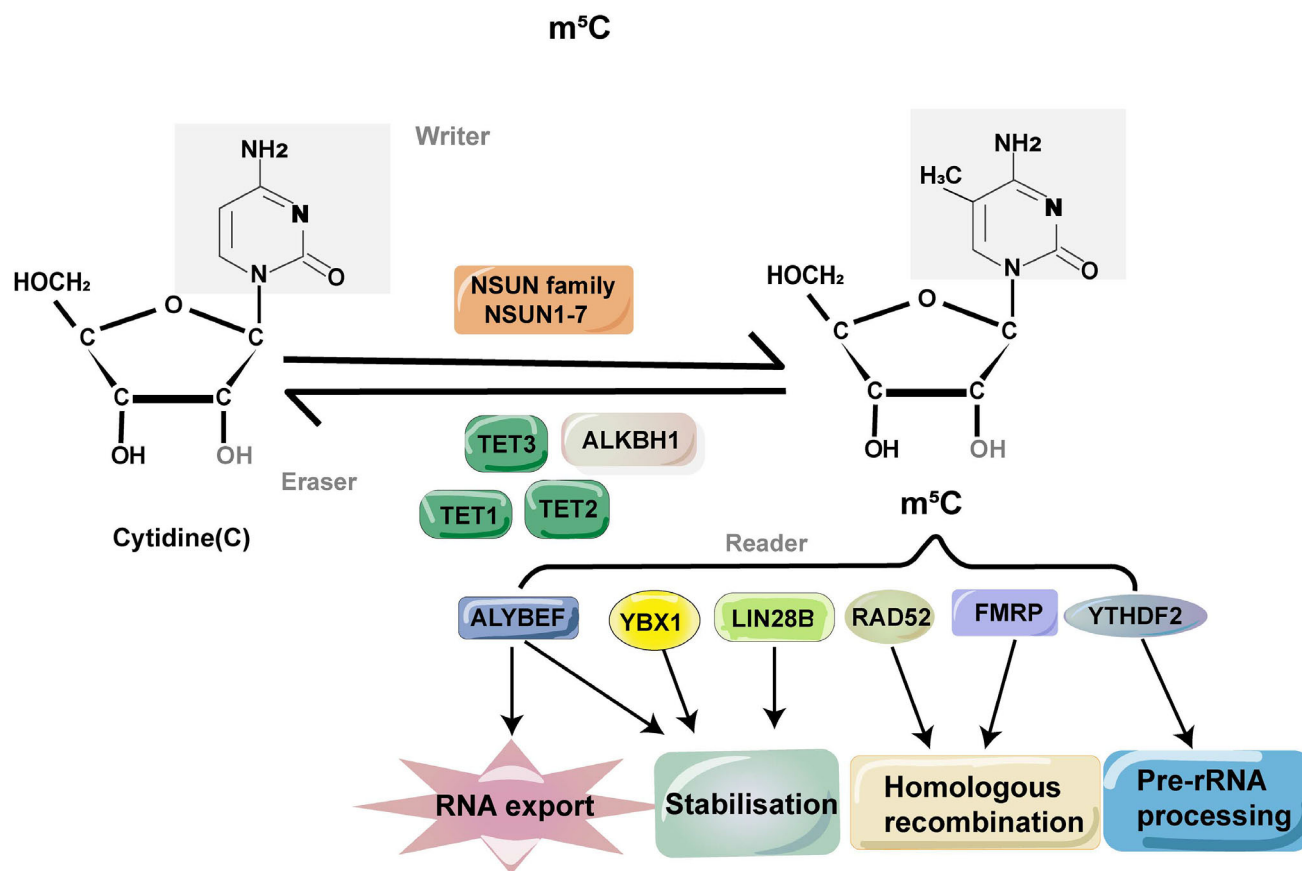 m⁵C
Writer
NH2
N
N
O
HOCH₂
O
C
C
C
C
OH
OH
Cytidine(C)
NSUN family
NSUN1-7
NH2
H₃C
N
N
O
HOCH₂
O
C
C
C
C
OH
OH
m⁵C
Eraser
TET3
ALKBH1
TET1
TET2
Reader
ALYBEF
YBX1
LIN28B
RAD52
FMRP
YTHDF2
RNA export
Stabilisation
Homologous
recombination
Pre-rRNA
processing